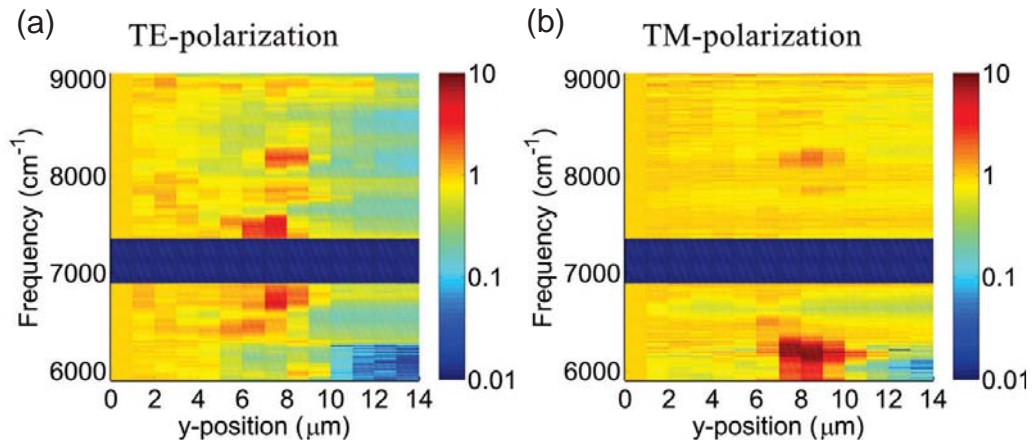 (a) TE-polarization
9000
8000
7000
6000
Frequency (cm⁻¹)
0 2 4 6 8 10 12 14
y-position (μm)
10
1
0.1
0.01
(b) TM-polarization
9000
8000
7000
6000
Frequency (cm⁻¹)
0 2 4 6 8 10 12 14
y-position (μm)
10
1
0.1
0.01